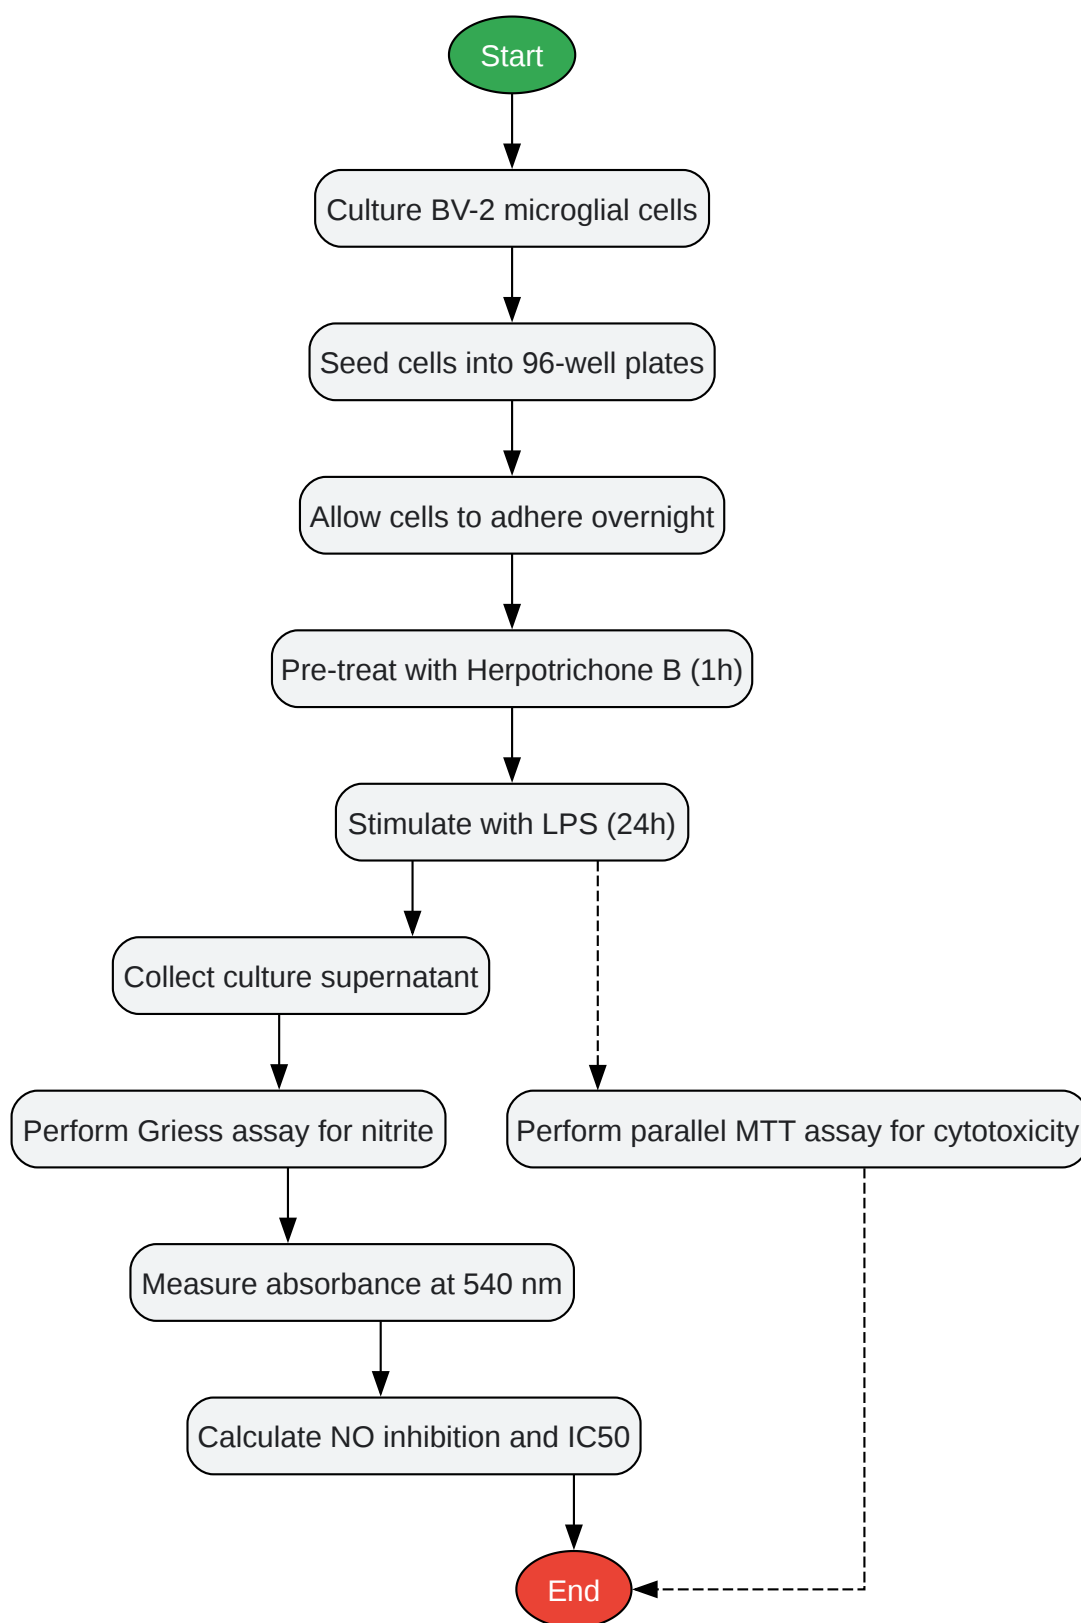 Start
Culture BV-2 microglial cells
Seed cells into 96-well plates
Allow cells to adhere overnight
Pre-treat with Herpotrichone B (1h)
Stimulate with LPS (24h)
Collect culture supernatant
Perform Griess assay for nitrite
Perform parallel MTT assay for cytotoxicity
Measure absorbance at 540 nm
Calculate NO inhibition and IC50
End